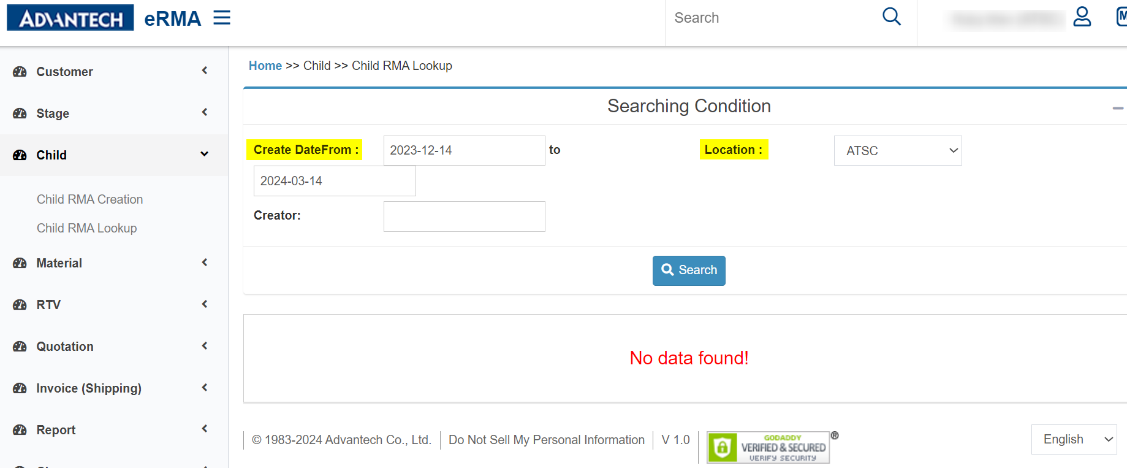 ADVANTECH eRMA Search
Home >> Child >> Child RMA Lookup
Customer
Stage
Child
Child RMA Creation
Child RMA Lookup
Material
RTV
Quotation
Invoice (Shipping)
Report
Searching Condition
Create DateFrom : 2023-12-14 to
2024-03-14
Location : ATSC
Creator:
Search
No data found!
© 1983-2024 Advantech Co., Ltd. Do Not Sell My Personal Information V 1.0
GODADDY
VERIFIED & SECURED
VERIFY SECURITY
®
English